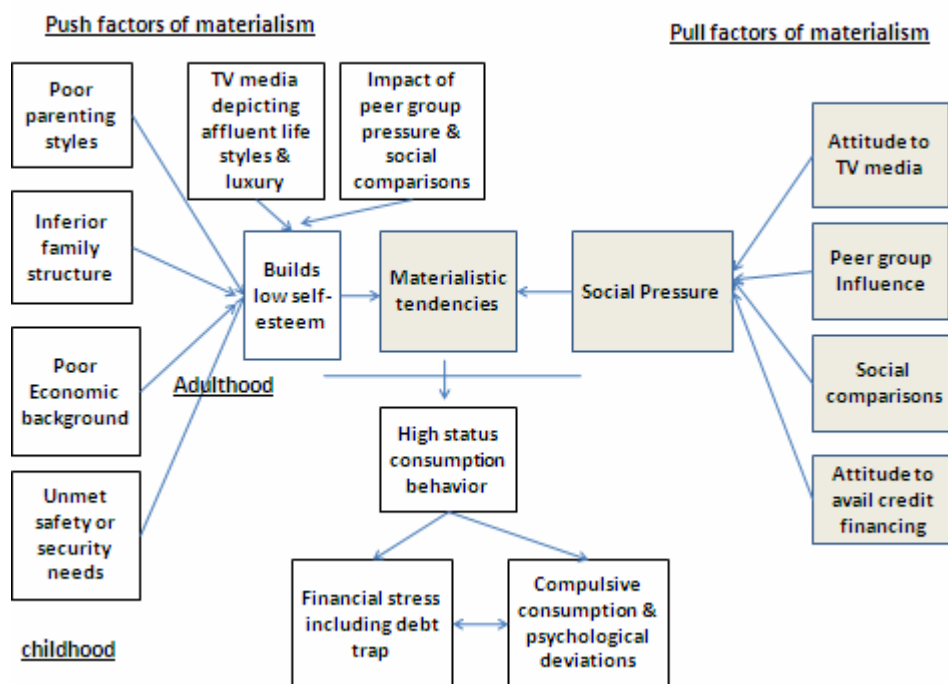 Push factors of materialism
Pull factors of materialism
Poor
parenting
styles
TV media
depicting
affluent life
styles &
luxury
Impact of
peer group
pressure &
social
comparisons
Attitude to
TV media
Inferior
family
structure
Builds
low self-
esteem
Materialistic
tendencies
Social Pressure
Peer group
Influence
Poor
Economic
background
Adulthood
Social
comparisons
High status
consumption
behavior
Unmet
safety or
security
needs
Attitude to
avail credit
financing
Financial stress
including debt
trap
Compulsive
consumption &
psychological
deviations
childhood